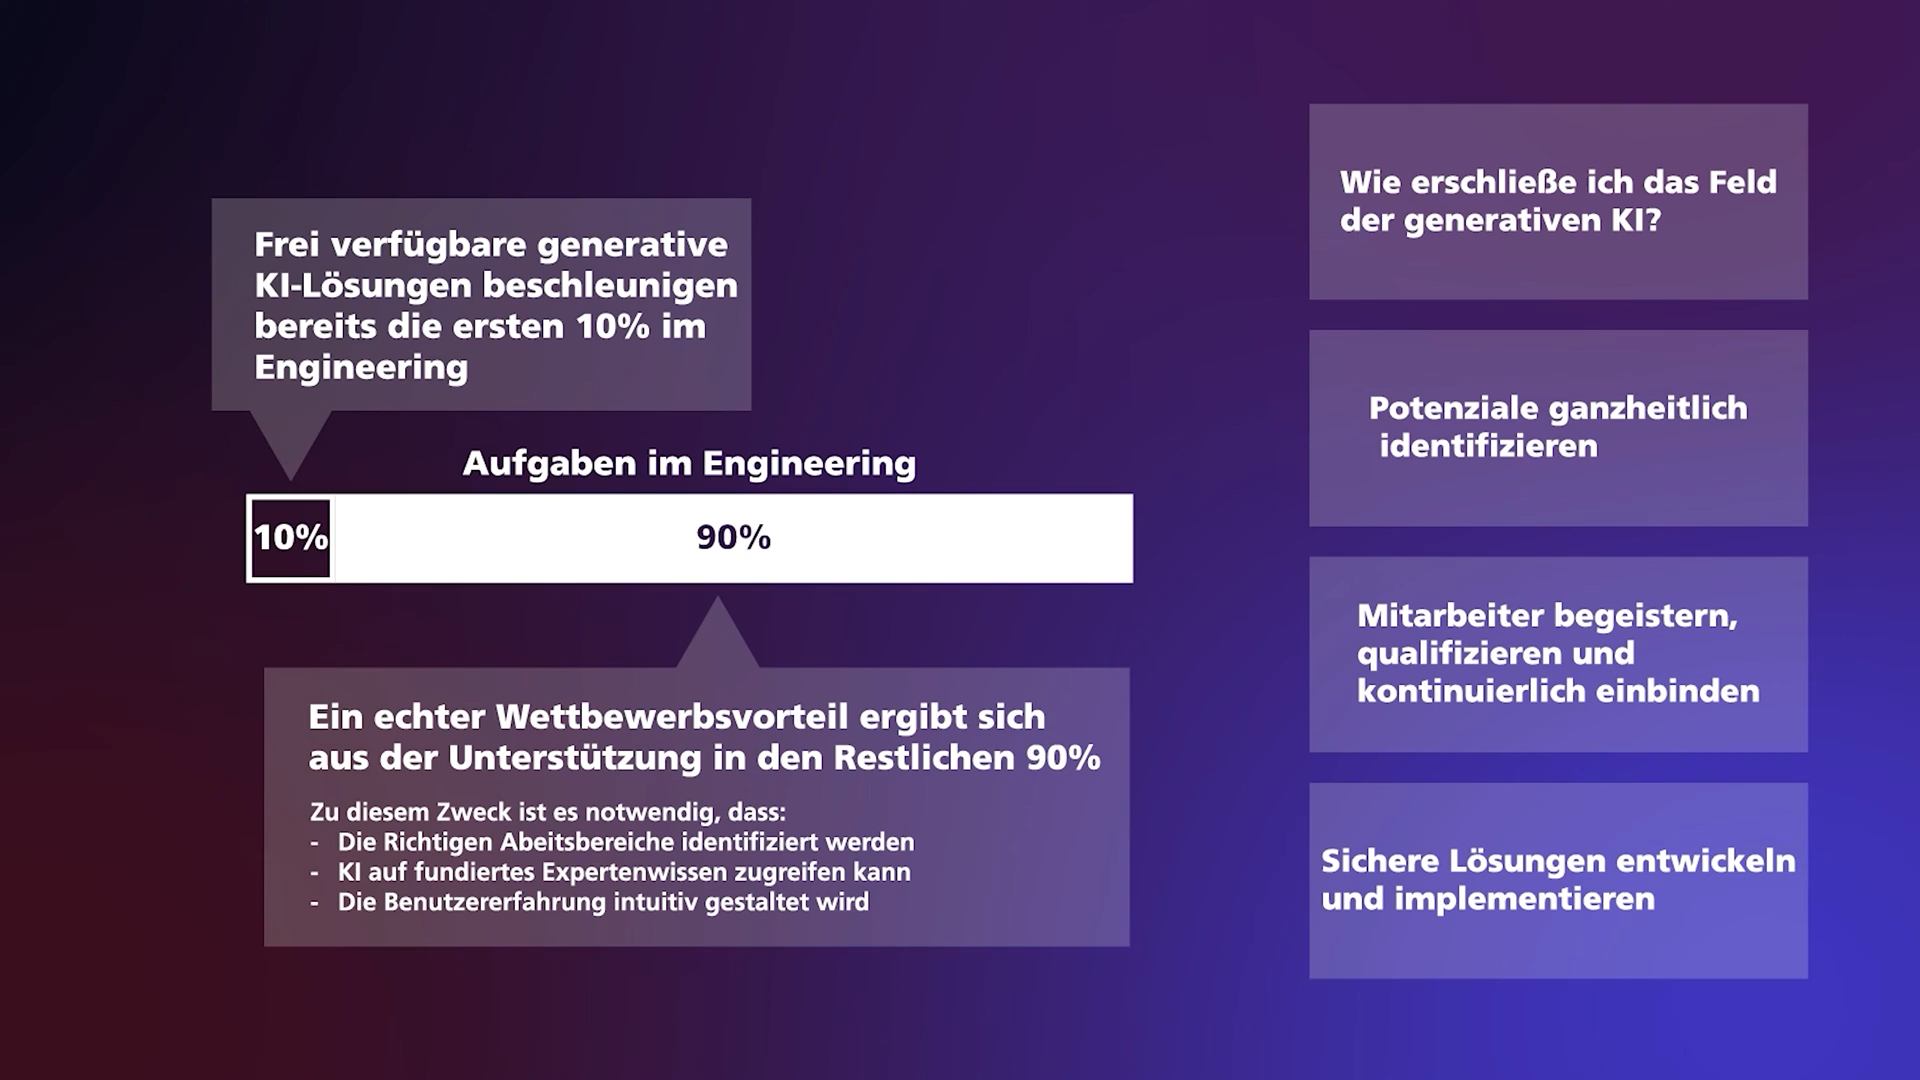 Frei verfügbare generative
KI-Lösungen beschleunigen
bereits die ersten 10% im
Engineering
Aufgaben im Engineering
10%
90%
Ein echter Wettbewerbsvorteil ergibt sich
aus der Unterstützung in den Restlichen 90%
Zu diesem Zweck ist es notwendig, dass:
- Die Richtigen Abeitsbereiche identifiziert werden
- KI auf fundiertes Expertenwissen zugreifen kann
- Die Benutzererfahrung intuitiv gestaltet wird
Wie erschließe ich das Feld
der generativen KI?
Potenziale ganzheitlich
identifizieren
Mitarbeiter begeistern,
qualifizieren und
kontinuierlich einbinden
Sichere Lösungen entwickeln
und implementieren